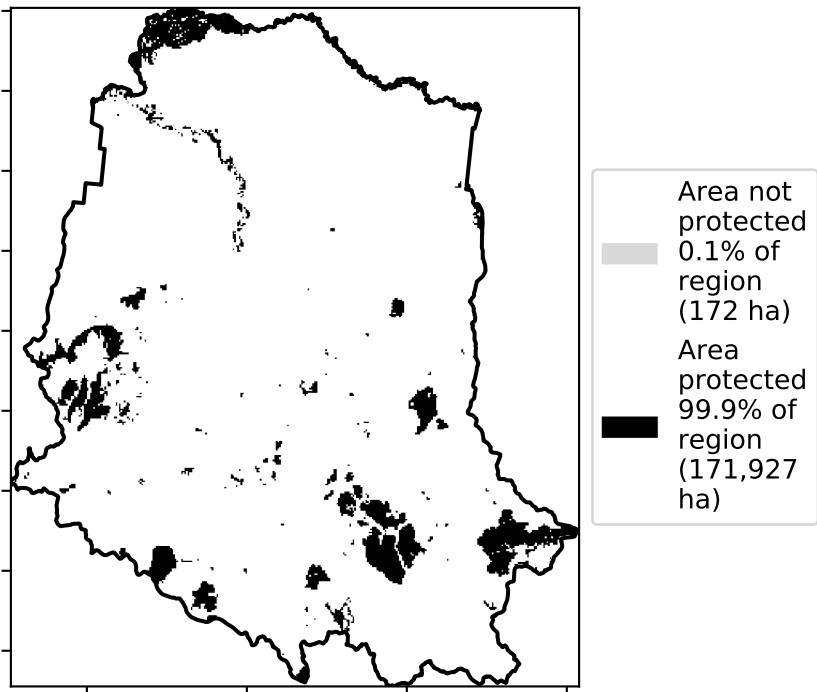 Area not
protected
0.1% of
region
(172 ha)
Area
protected
99.9% of
region
(171,927
ha)